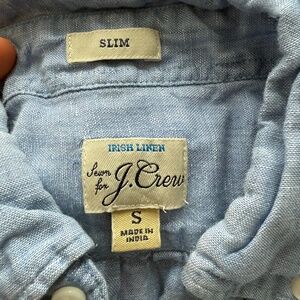 SLIM
IRISH LINEN
Sewn
for J.Crew
S
MADE IN
INDIA